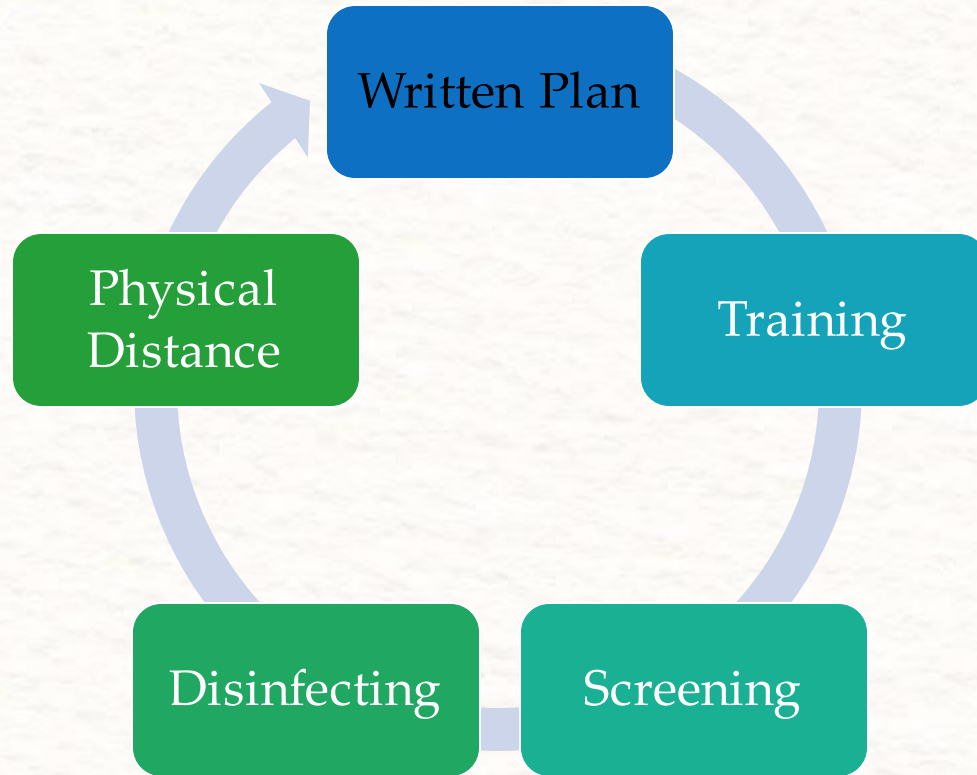 Written Plan
Training
Screening
Disinfecting
Physical
Distance